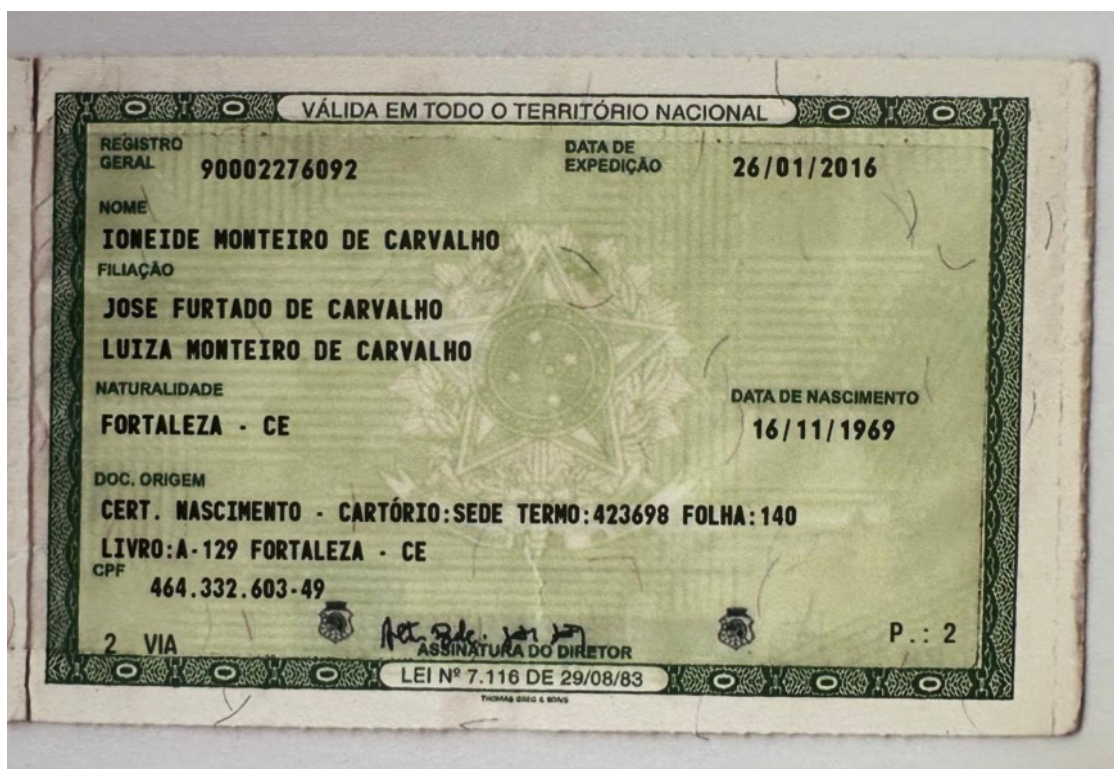 VÁLIDA EM TODO O TERRITÓRIO NACIONAL
REGISTRO GERAL 90002276092 DATA DE EXPEDIÇÃO 26/01/2016
NOME
IONEIDE MONTEIRO DE CARVALHO
FILIAÇÃO
JOSE FURTADO DE CARVALHO
LUIZA MONTEIRO DE CARVALHO
NATURALIDADE DATA DE NASCIMENTO
FORTALEZA - CE 16/11/1969
DOC. ORIGEM
CERT. NASCIMENTO - CARTÓRIO:SEDE TERMO:423698 FOLHA:140
LIVRO:A-129 FORTALEZA - CE
CPF
464.332.603-49
2 VIA P.: 2
ASSINATURA DO DIRETOR
LEI Nº 7.116 DE 29/08/83
THOMAS GREG & SONS